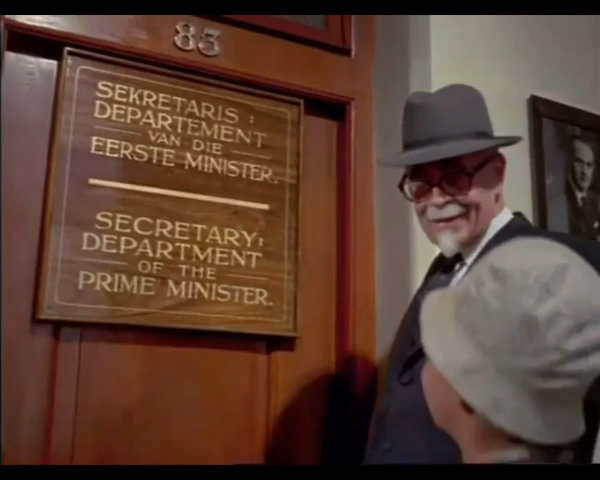 83
SEKRETARIS:
DEPARTEMENT
VAN DIE
EERSTE MINISTER.
SECRETARY:
DEPARTMENT
OF THE
PRIME MINISTER.